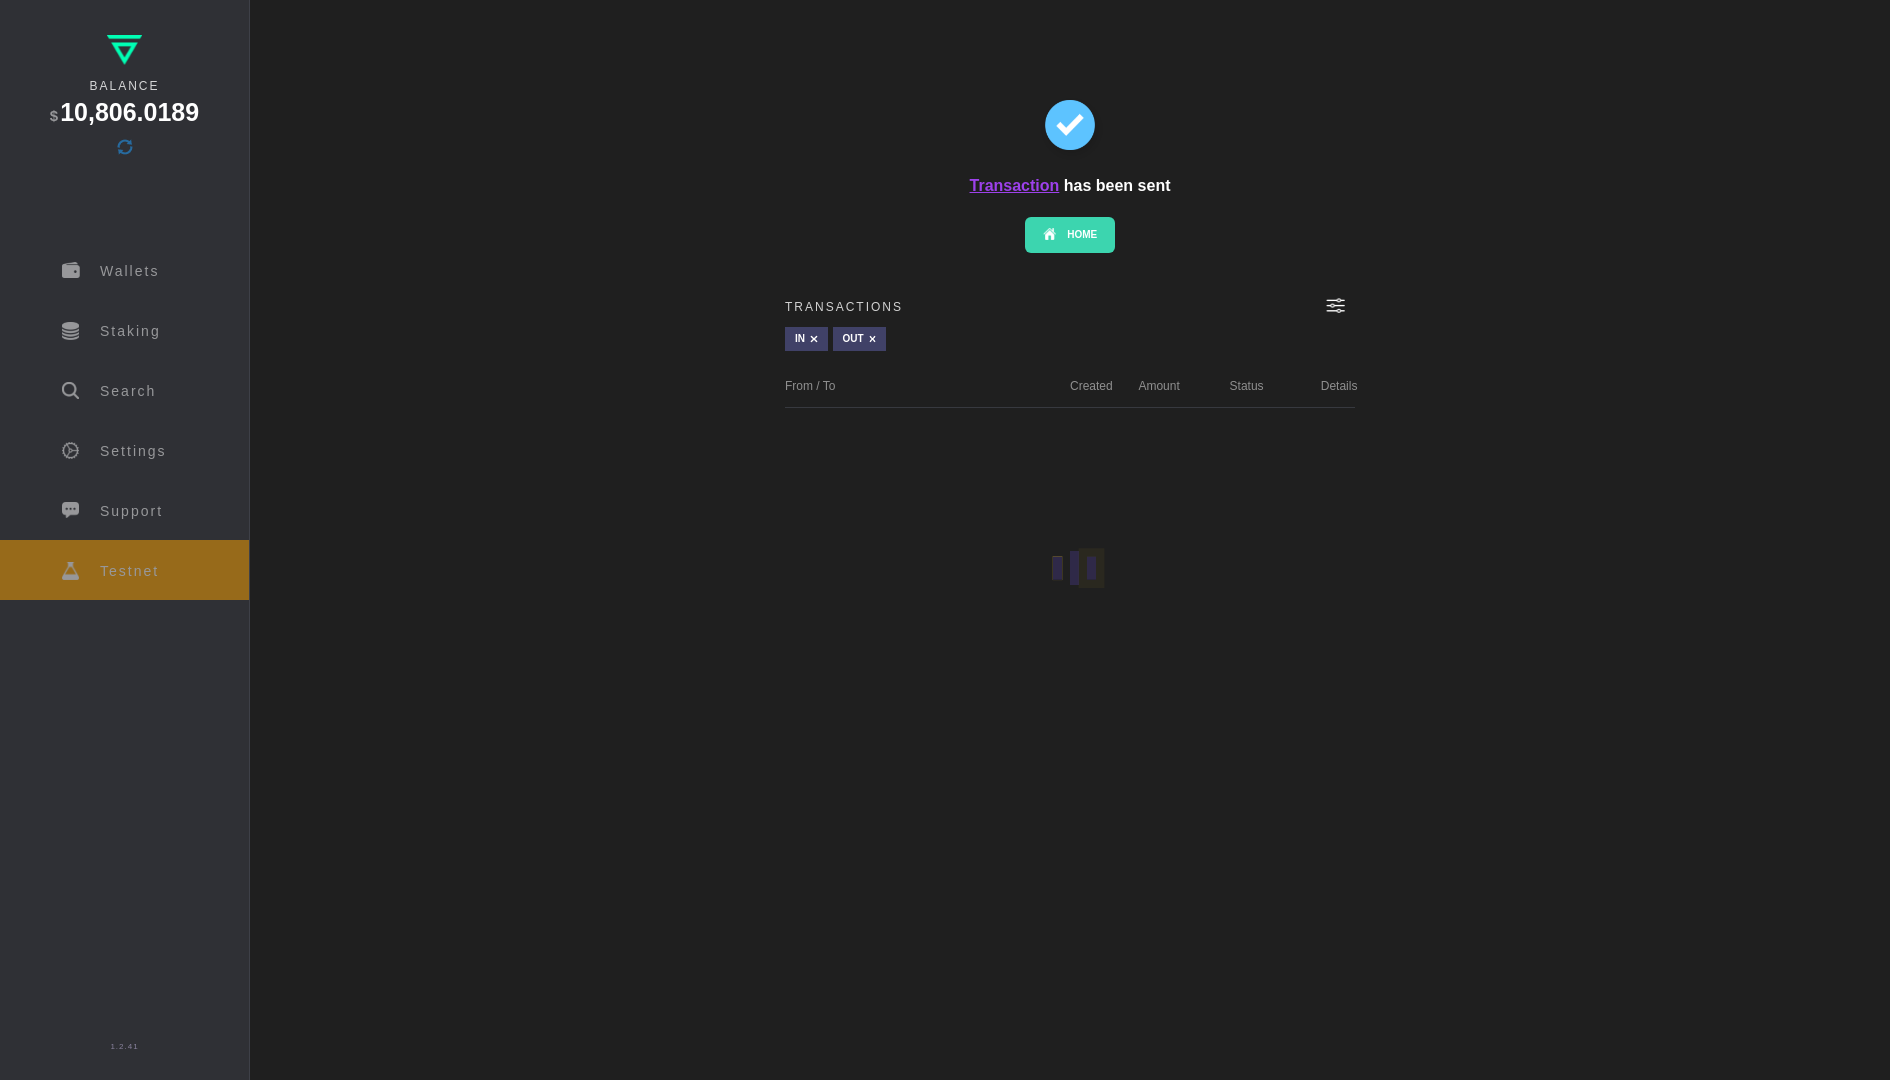 BALANCE
$10,806.0189
Wallets
Staking
Search
Settings
Support
Testnet
1.2.41
Transaction has been sent
HOME
TRANSACTIONS
IN × OUT ×
From / To Created Amount Status Details